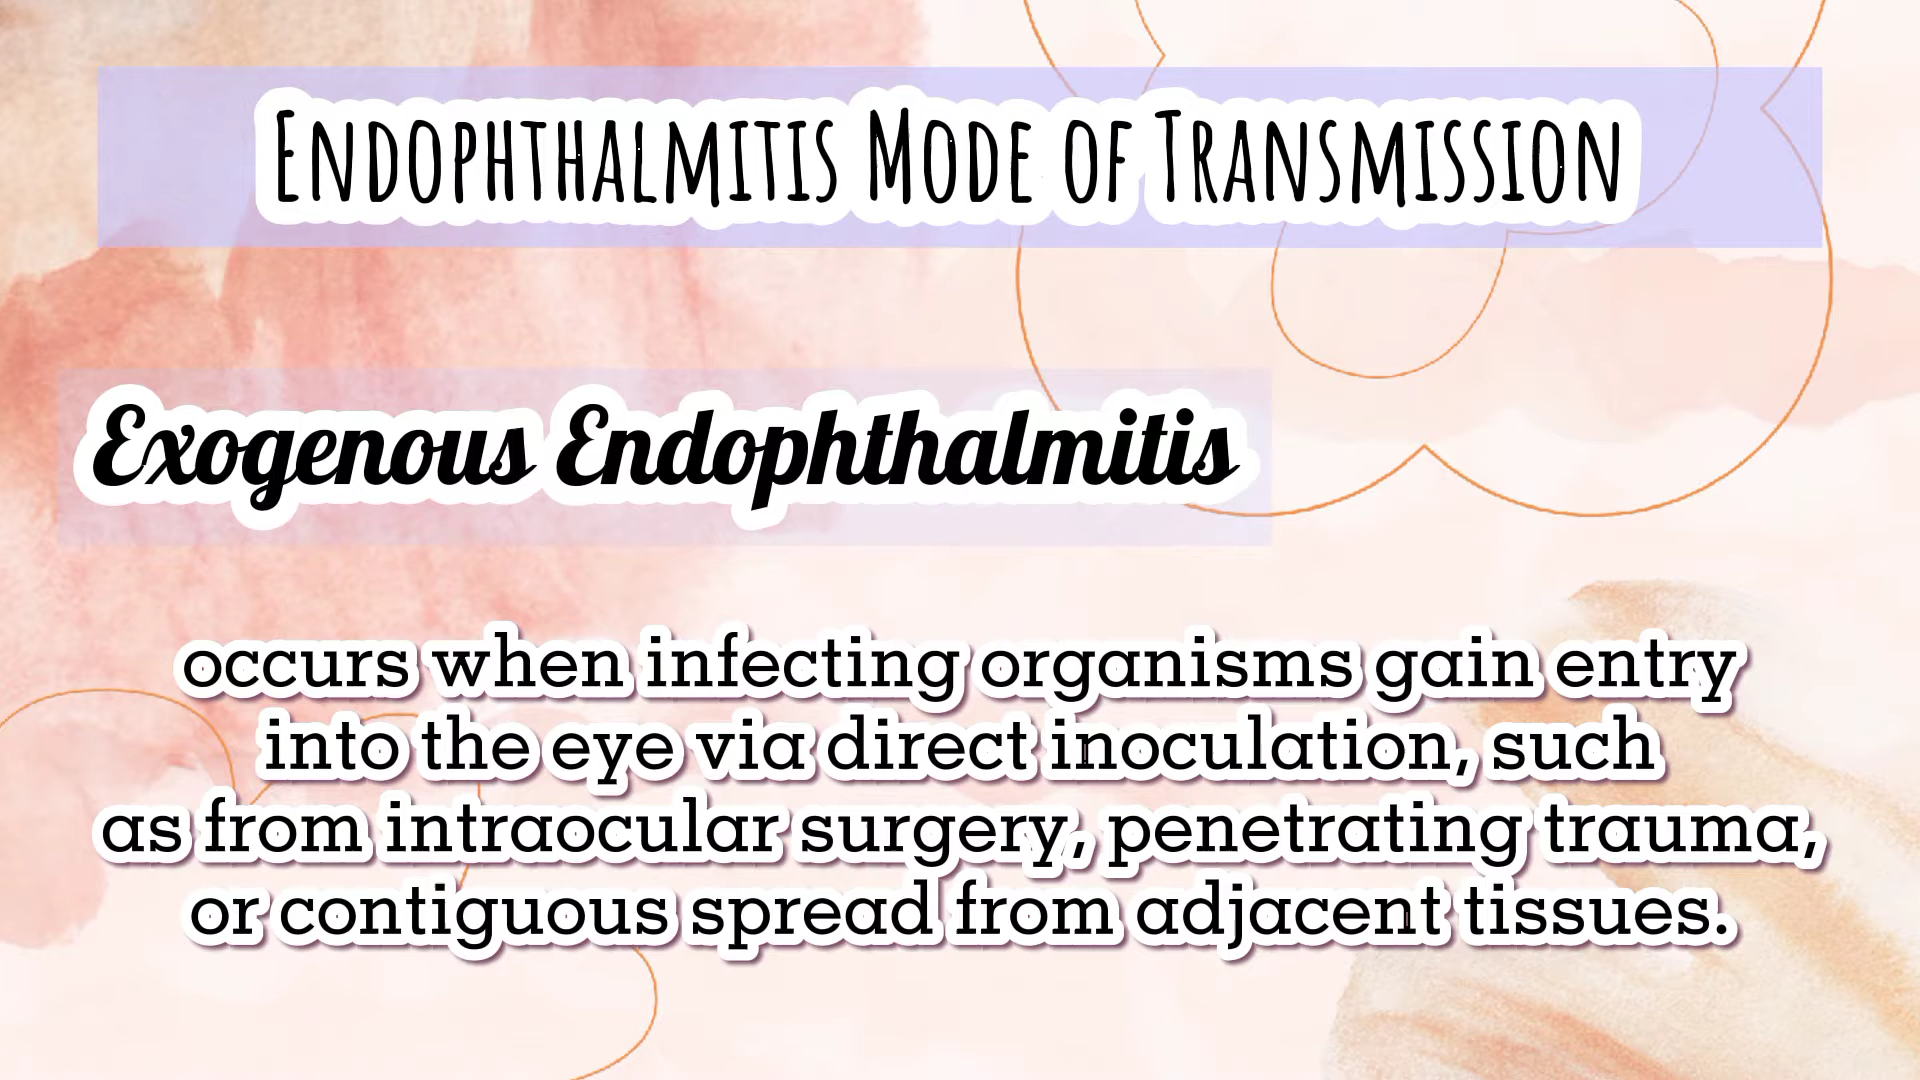 Endophthalmitis Mode of Transmission
Exogenous Endophthalmitis
occurs when infecting organisms gain entry
into the eye via direct inoculation, such
as from intraocular surgery, penetrating trauma,
or contiguous spread from adjacent tissues.